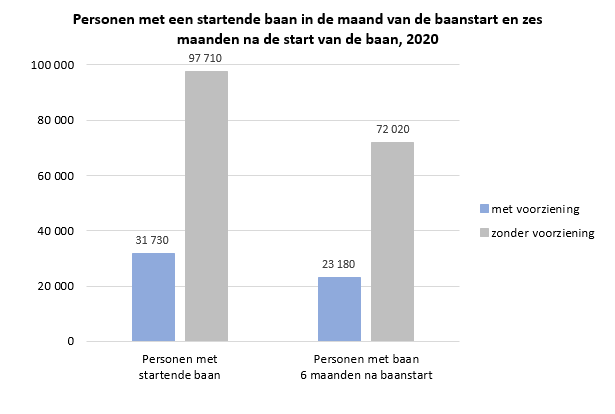 Personen met een startende baan in de maand van de baanstart en zes
maanden na de start van de baan, 2020
100 000
80 000
60 000
40 000
20 000
0
97 710
72 020
31 730
23 180
met voorziening
zonder voorziening
Personen met
startende baan
Personen met baan
6 maanden na baanstart